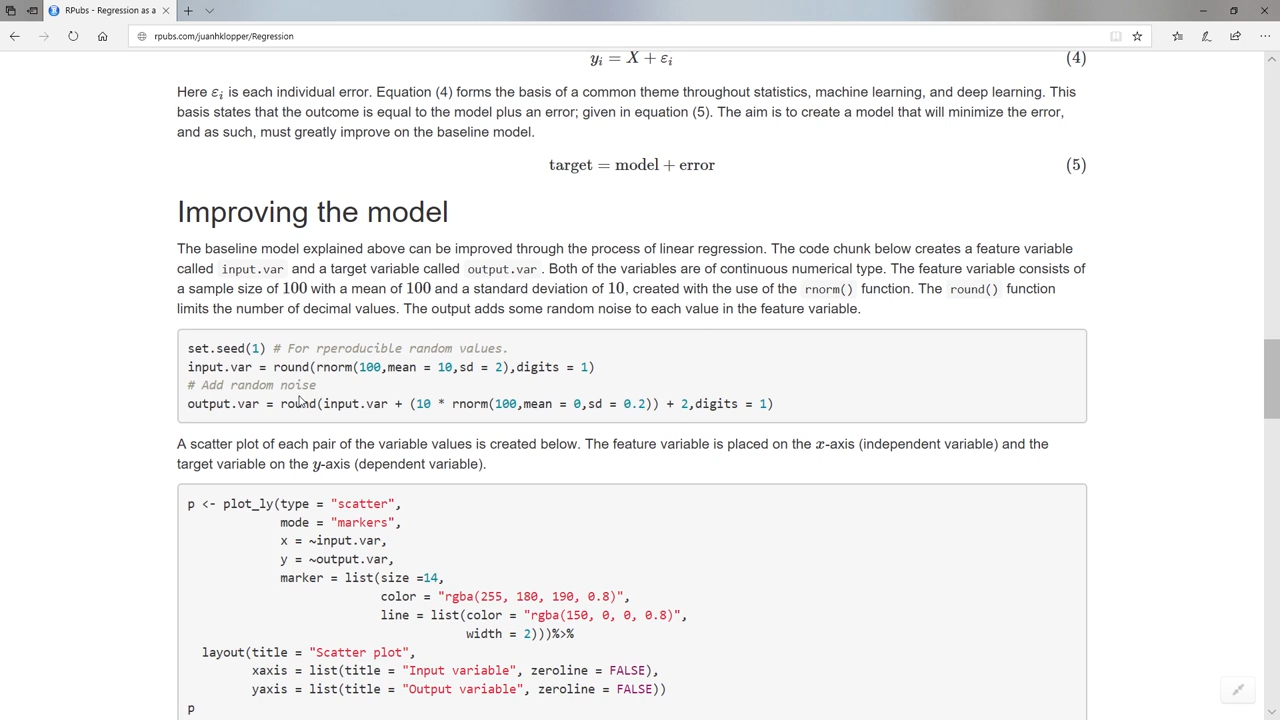 RPubs - Regression as a
rpubs.com/juanhklopper/Regression
yᵢ = X + εᵢ (4)
Here εᵢ is each individual error. Equation (4) forms the basis of a common theme throughout statistics, machine learning, and deep learning. This
basis states that the outcome is equal to the model plus an error; given in equation (5). The aim is to create a model that will minimize the error,
and as such, must greatly improve on the baseline model.
target = model + error (5)
Improving the model
The baseline model explained above can be improved through the process of linear regression. The code chunk below creates a feature variable
called input.var and a target variable called output.var. Both of the variables are of continuous numerical type. The feature variable consists of
a sample size of 100 with a mean of 100 and a standard deviation of 10, created with the use of the rnorm() function. The round() function
limits the number of decimal values. The output adds some random noise to each value in the feature variable.
set.seed(1) # For rperoducible random values.
input.var = round(rnorm(100,mean = 10,sd = 2),digits = 1)
# Add random noise
output.var = round(input.var + (10 * rnorm(100,mean = 0,sd = 0.2)) + 2,digits = 1)
A scatter plot of each pair of the variable values is created below. The feature variable is placed on the x-axis (independent variable) and the
target variable on the y-axis (dependent variable).
p <- plot_ly(type = "scatter",
mode = "markers",
x = ~input.var,
y = ~output.var,
marker = list(size =14,
color = "rgba(255, 180, 190, 0.8)",
line = list(color = "rgba(150, 0, 0, 0.8)",
width = 2)))%>%
layout(title = "Scatter plot",
xaxis = list(title = "Input variable", zeroline = FALSE),
yaxis = list(title = "Output variable", zeroline = FALSE))
p